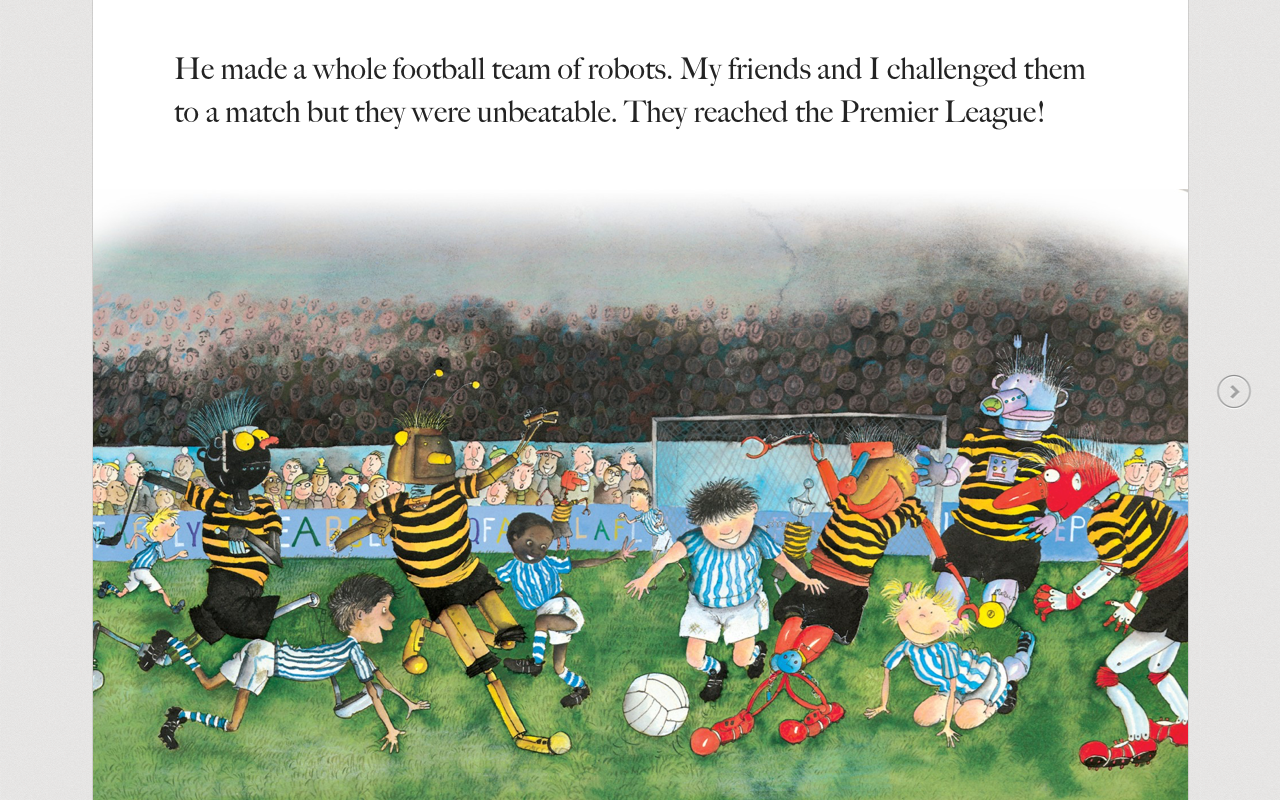 He made a whole football team of robots. My friends and I challenged them
to a match but they were unbeatable. They reached the Premier League!